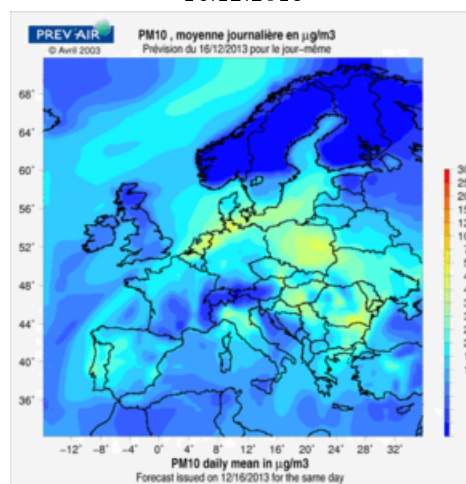 PREV'AIR
© Avril 2003
PM10 , moyenne journalière en µg/m3
Prévision du 16/12/2013 pour le jour-même
68°
64°
60°
56°
52°
48°
44°
40°
36°
-12° -8° -4° 0° 4° 8° 12° 16° 20° 24° 28° 32°
PM10 daily mean in µg/m3
Forecast issued on 12/16/2013 for the same day